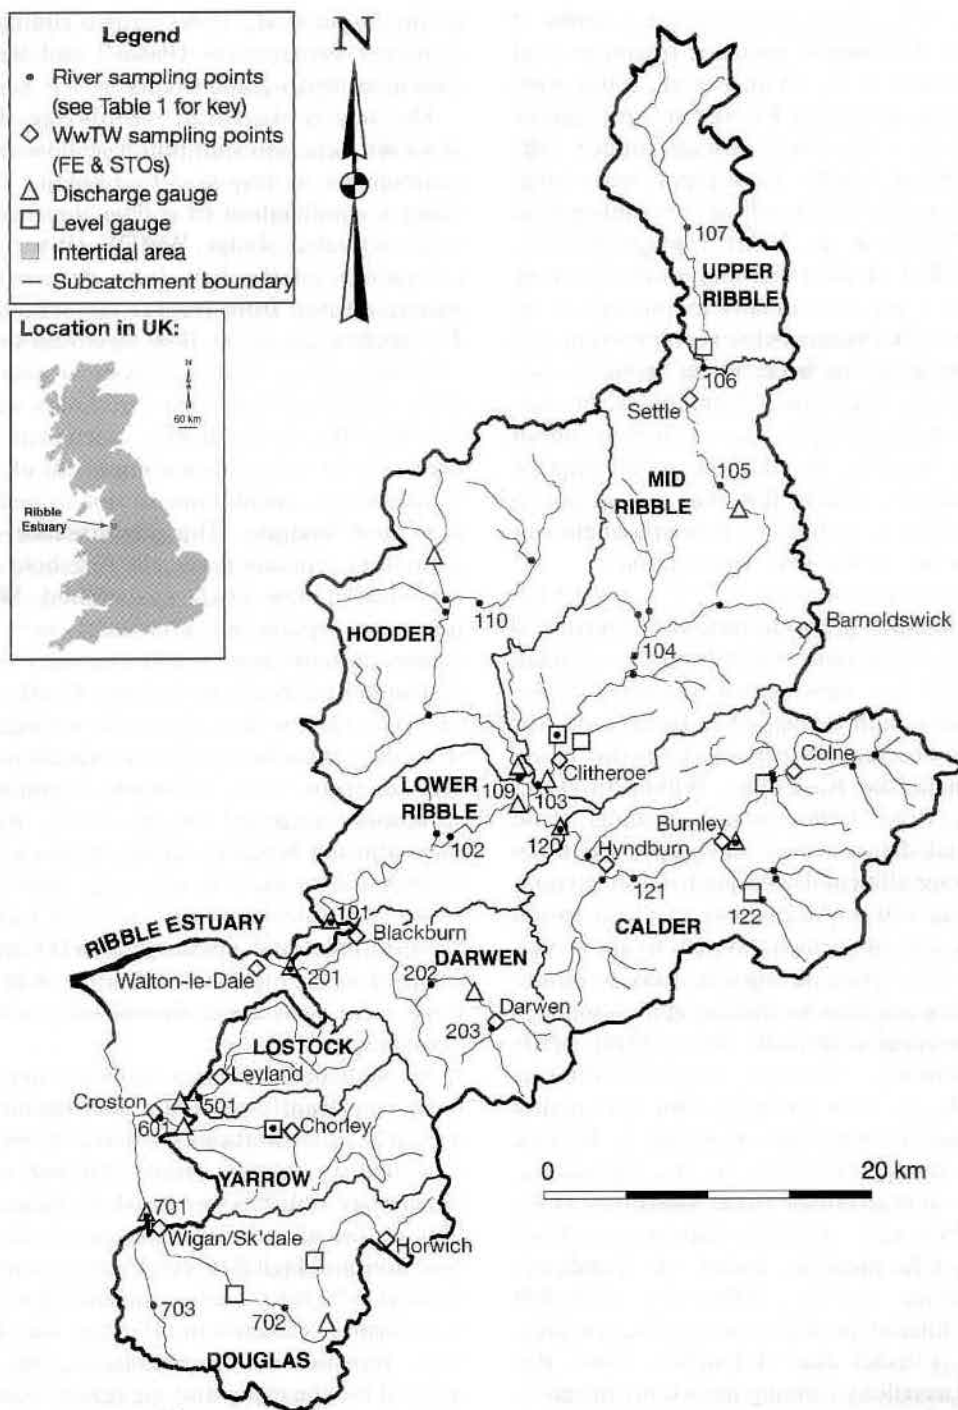 Legend
River sampling points
(see Table 1 for key)
WwTW sampling points
(FE & STOs)
Discharge gauge
Level gauge
Intertidal area
Subcatchment boundary
N
Location in UK:
N
60 km
Ribble
Estuary
107
UPPER
RIBBLE
106
Settle
105
MID
RIBBLE
110
HODDER
Barnoldswick
104
Colne
Clitheroe
LOWER
RIBBLE
109
103
Burnley
102
120
Hyndburn
121
122
CALDER
101
Blackburn
RIBBLE ESTUARY
DARWEN
Walton-le-Dale
201
202
Darwen
203
LOSTOCK
Leyland
Croston
501
601
Chorley
YARROW
0
20 km
701
Wigan/Sk'dale
Horwich
703
702
DOUGLAS